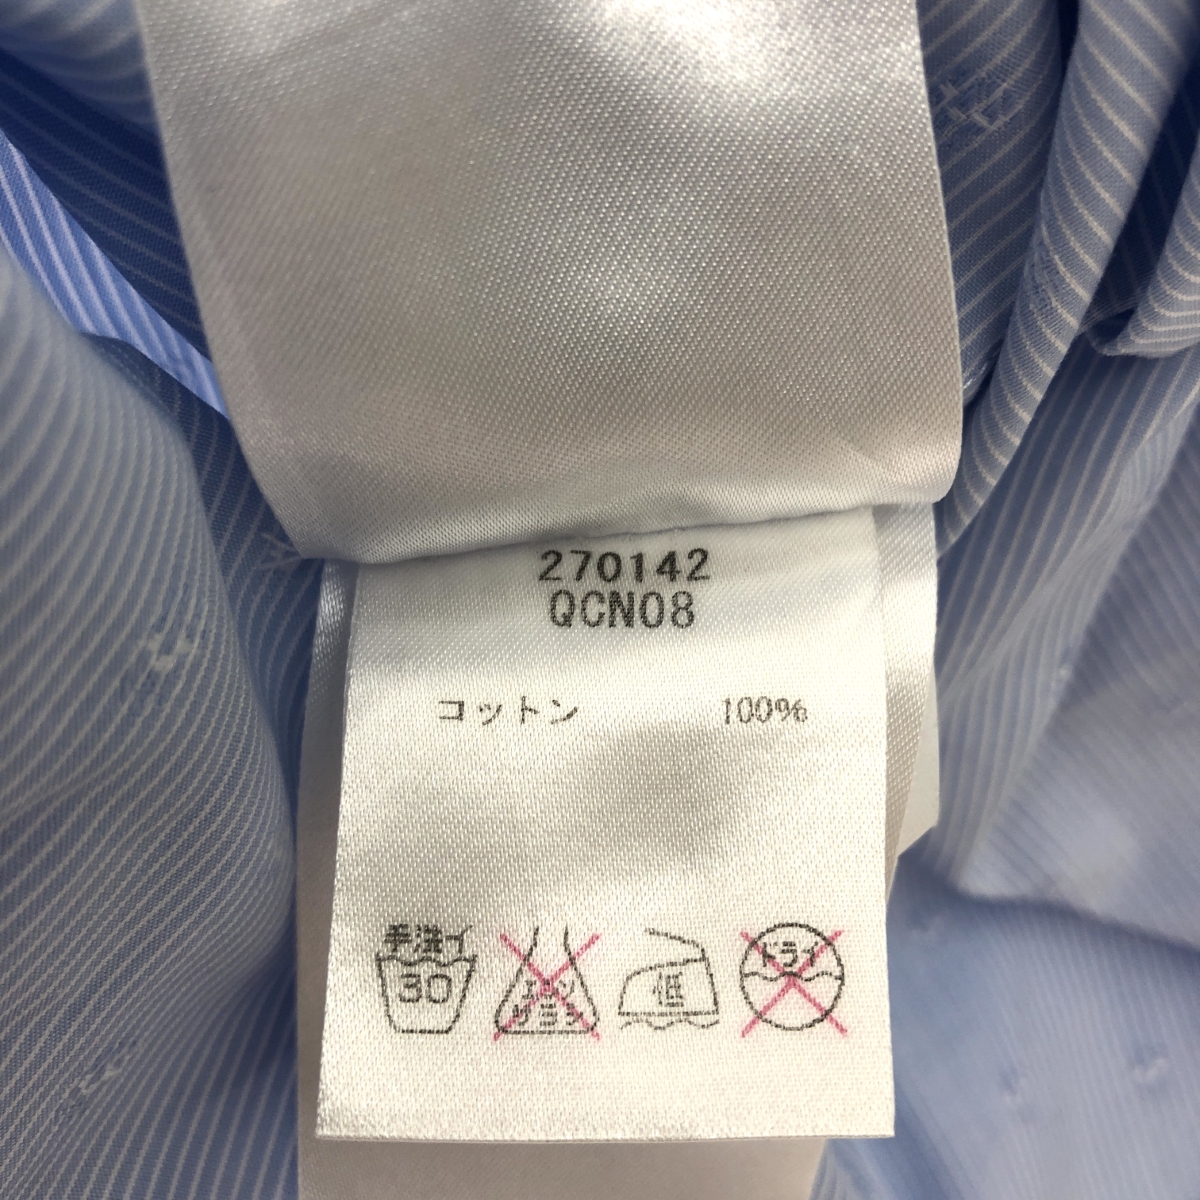 270142
QCN08
コットン 100%
手洗イ 30
エンソサラシ
低
ドライ